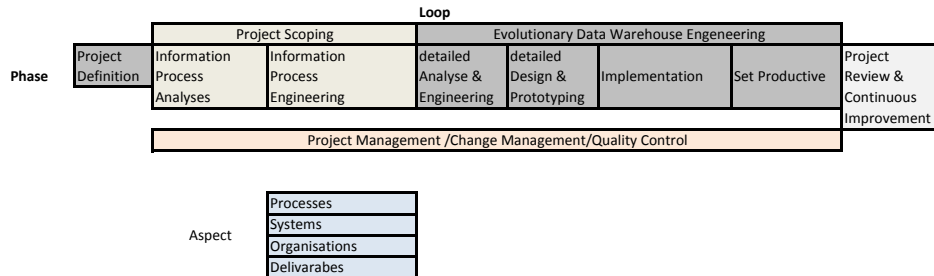 Loop
Project Scoping
Evolutionary Data Warehouse Engeneering
Phase
Project
Definition
Information
Process
Analyses
Information
Process
Engineering
detailed
Analyse &
Engineering
detailed
Design &
Prototyping
Implementation
Set Productive
Project
Review &
Continuous
Improvement
Project Management /Change Management/Quality Control
Aspect
Processes
Systems
Organisations
Delivarabes